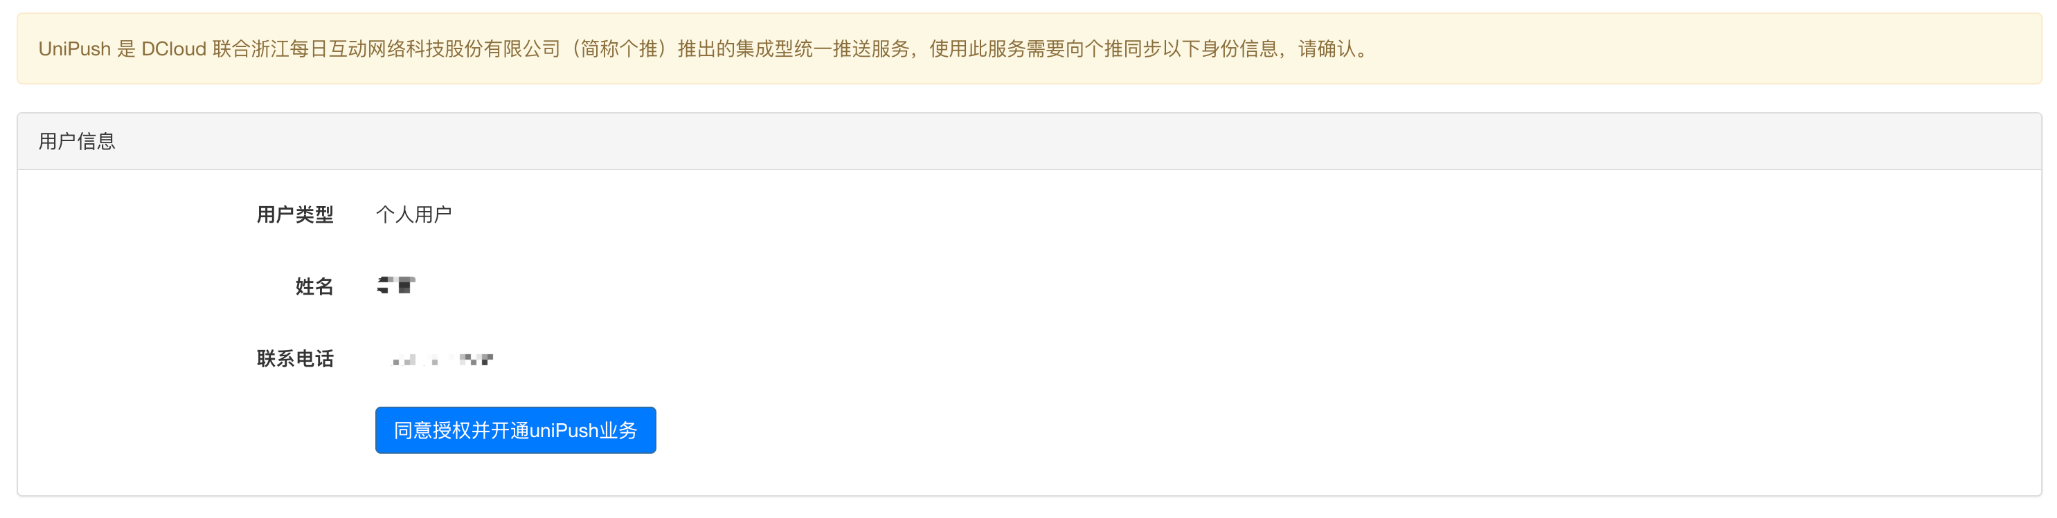 UniPush 是 DCloud 联合浙江每日互动网络科技股份有限公司（简称个推）推出的集成型统一推送服务，使用此服务需要向个推同步以下身份信息，请确认。
用户信息
用户类型 个人用户
姓名
联系电话
同意授权并开通uniPush业务